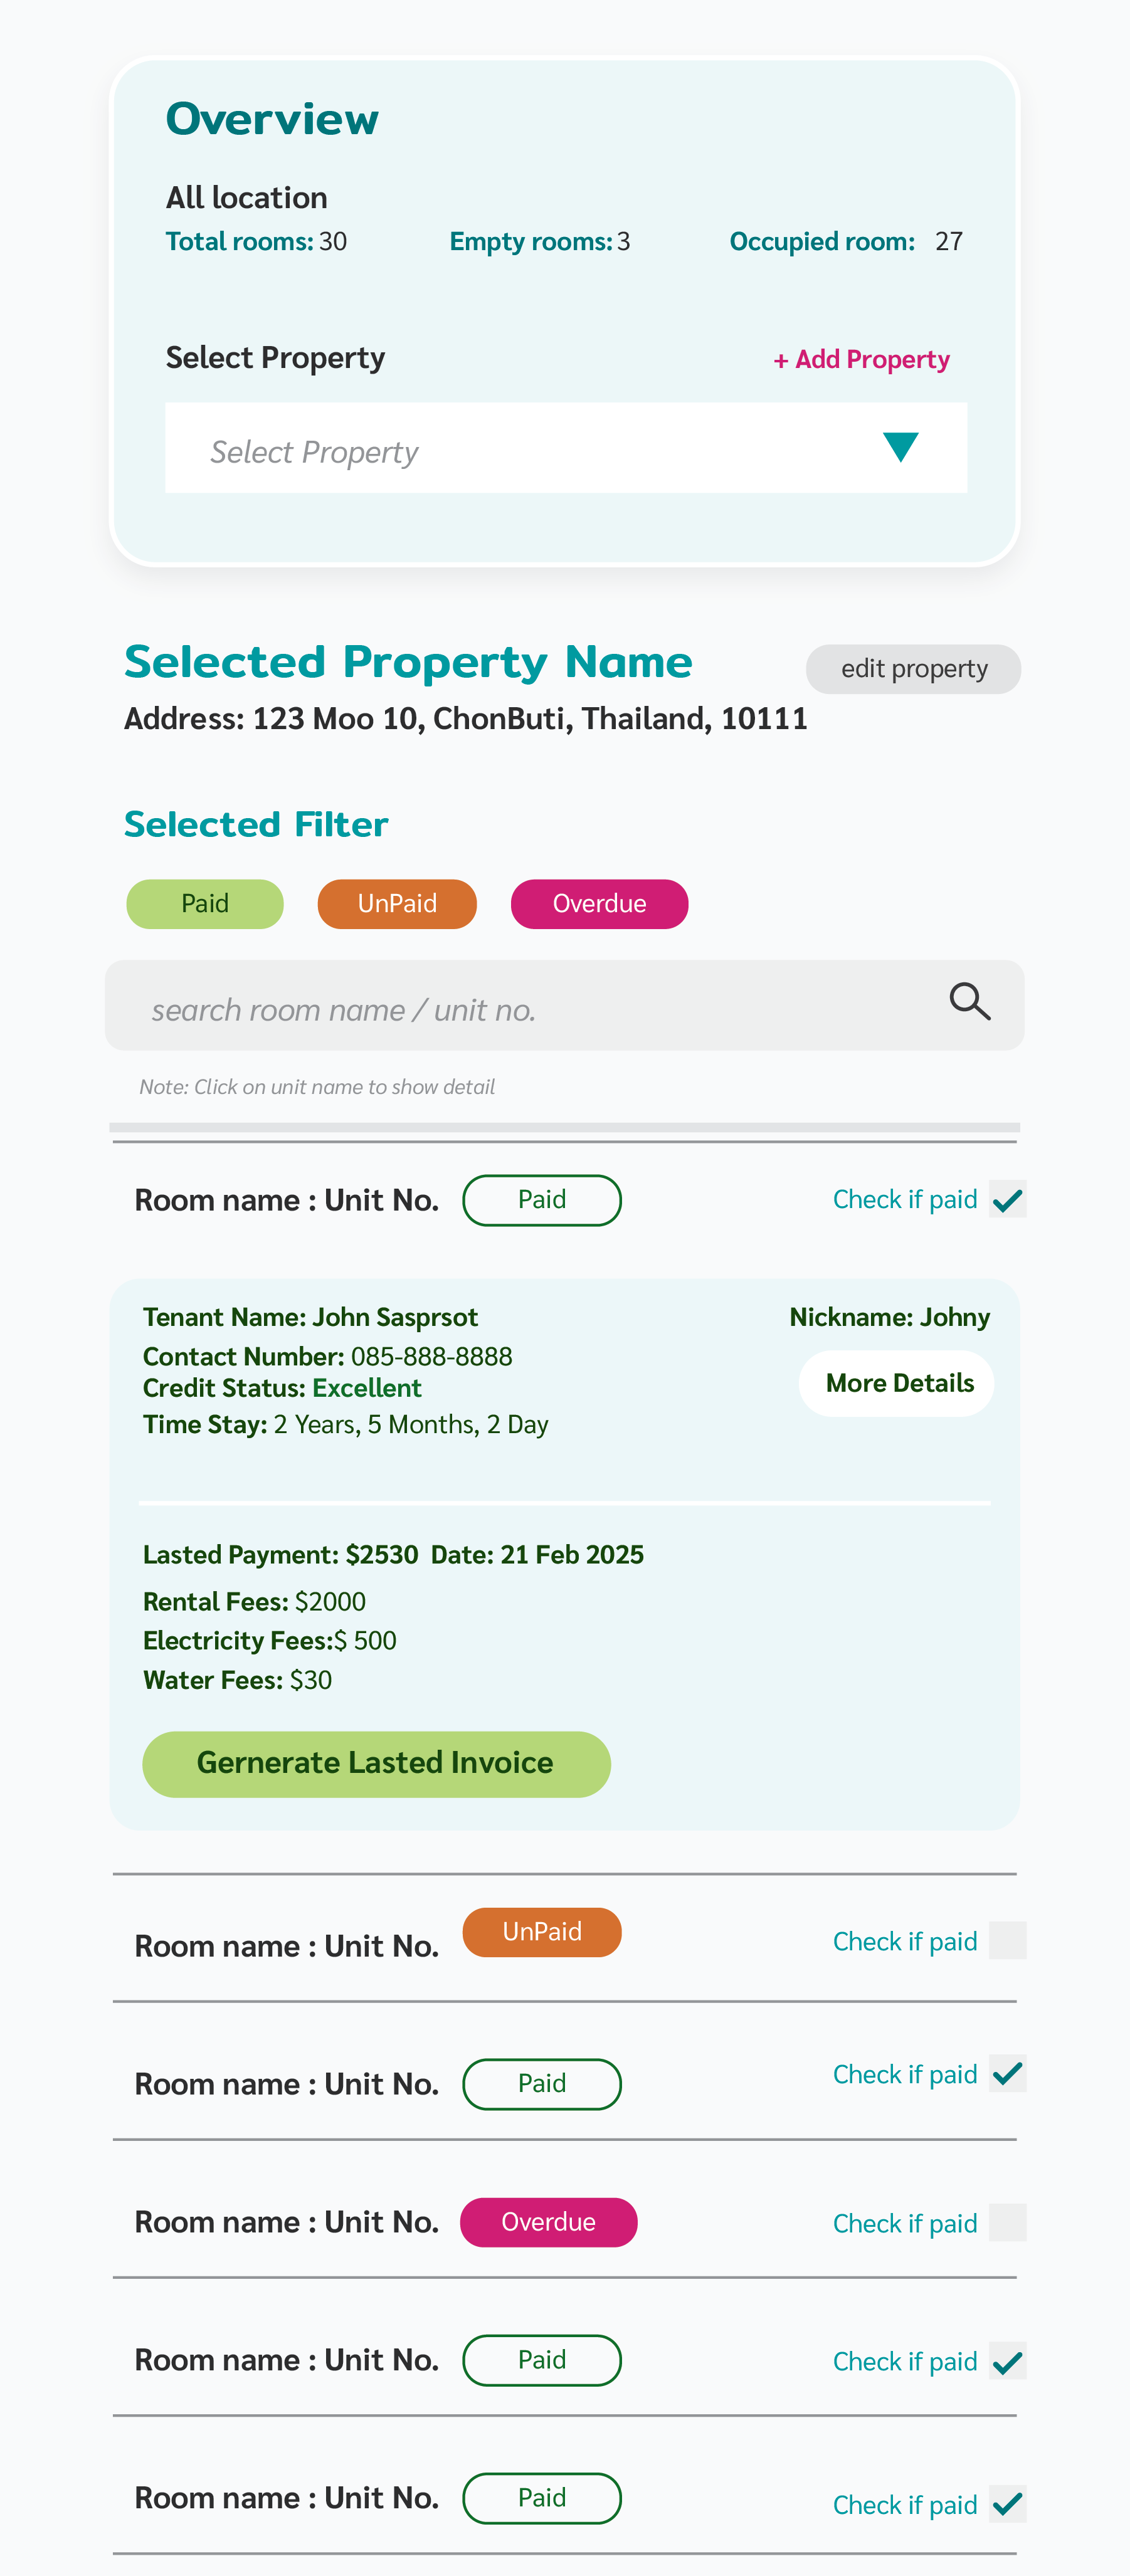 Overview
All location
Total rooms: 30 Empty rooms: 3 Occupied room: 27
Select Property + Add Property
Select Property
Selected Property Name edit property
Address: 123 Moo 10, ChonButi, Thailand, 10111
Selected Filter
Paid UnPaid Overdue
search room name / unit no.
Note: Click on unit name to show detail
Room name : Unit No. Paid Check if paid
Tenant Name: John Sasprsot Nickname: Johny
Contact Number: 085-888-8888
Credit Status: Excellent More Details
Time Stay: 2 Years, 5 Months, 2 Day
Lasted Payment: $2530 Date: 21 Feb 2025
Rental Fees: $2000
Electricity Fees:$ 500
Water Fees: $30
Gernerate Lasted Invoice
Room name : Unit No. UnPaid Check if paid
Room name : Unit No. Paid Check if paid
Room name : Unit No. Overdue Check if paid
Room name : Unit No. Paid Check if paid
Room name : Unit No. Paid Check if paid